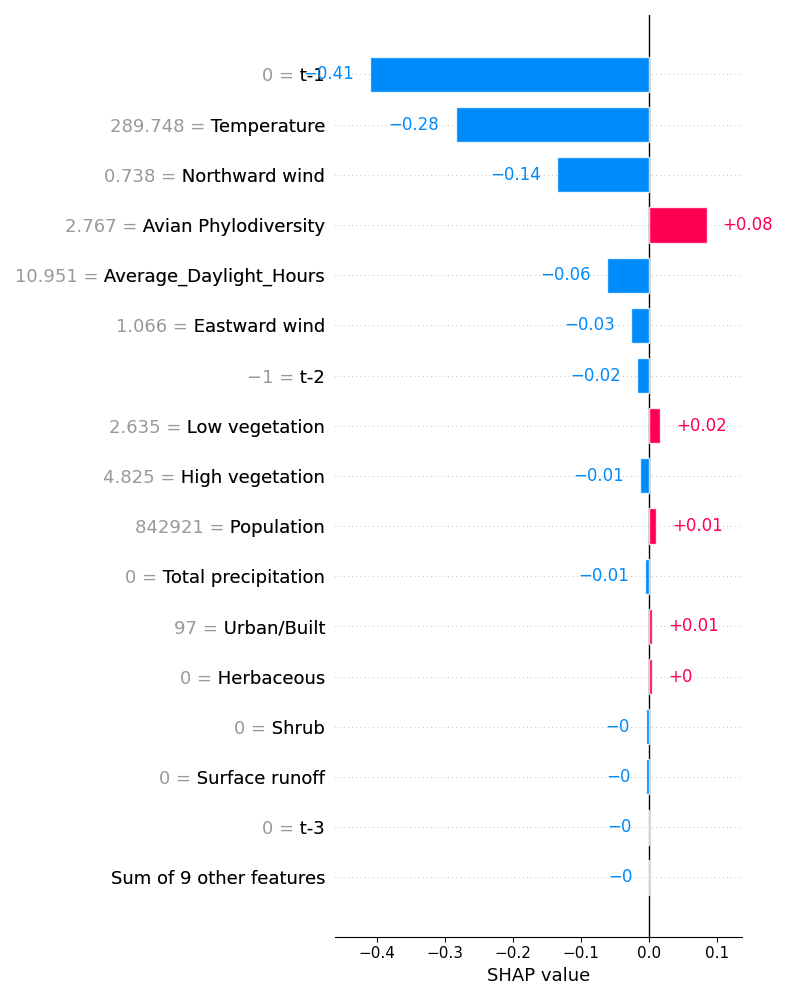 0 = t-1 −0.41
289.748 = Temperature −0.28
0.738 = Northward wind −0.14
2.767 = Avian Phylodiversity +0.08
10.951 = Average_Daylight_Hours −0.06
1.066 = Eastward wind −0.03
−1 = t-2 −0.02
2.635 = Low vegetation +0.02
4.825 = High vegetation −0.01
842921 = Population +0.01
0 = Total precipitation −0.01
97 = Urban/Built +0.01
0 = Herbaceous +0
0 = Shrub −0
0 = Surface runoff −0
0 = t-3 −0
Sum of 9 other features −0
−0.4 −0.3 −0.2 −0.1 0.0 0.1
SHAP value